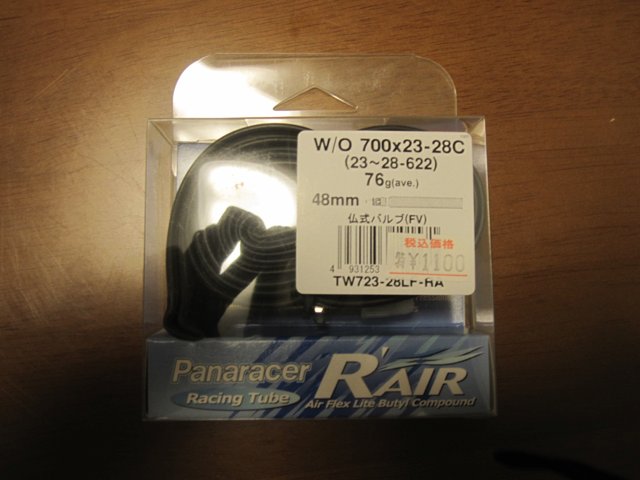 W/O 700x23-28C
(23~28-622)
76g(ave.)
48mm
仏式バルブ(FV)
税込価格
¥1100
4 931253
TW723-28LF-RA
Panaracer R'AIR
Racing Tube
Air Flex Lite Butyl Compound